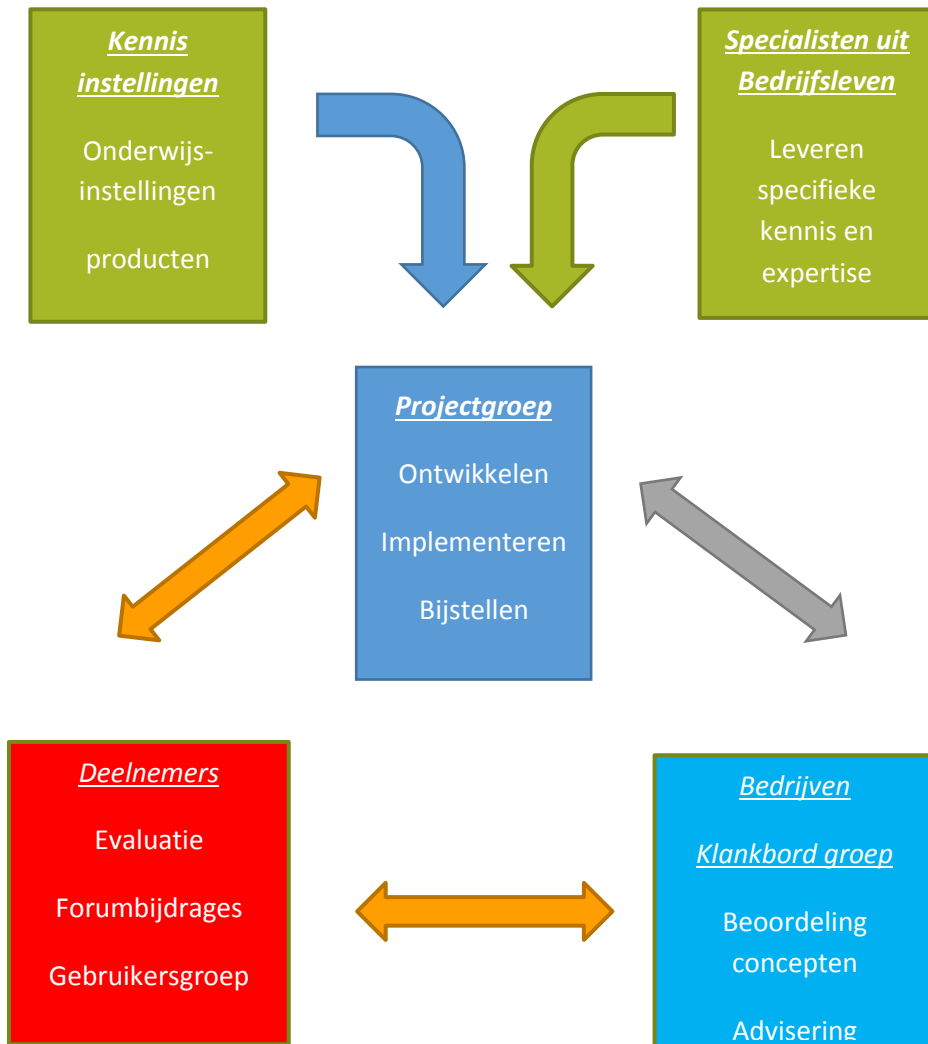 Kennis
instellingen
Onderwijs-
instellingen
producten
Specialisten uit
Bedrijfsleven
Leveren
specifieke
kennis en
expertise
Projectgroep
Ontwikkelen
Implementeren
Bijstellen
Deelnemers
Evaluatie
Forumbijdrages
Gebruikersgroep
Bedrijven
Klankbord groep
Beoordeling
concepten
Advisering